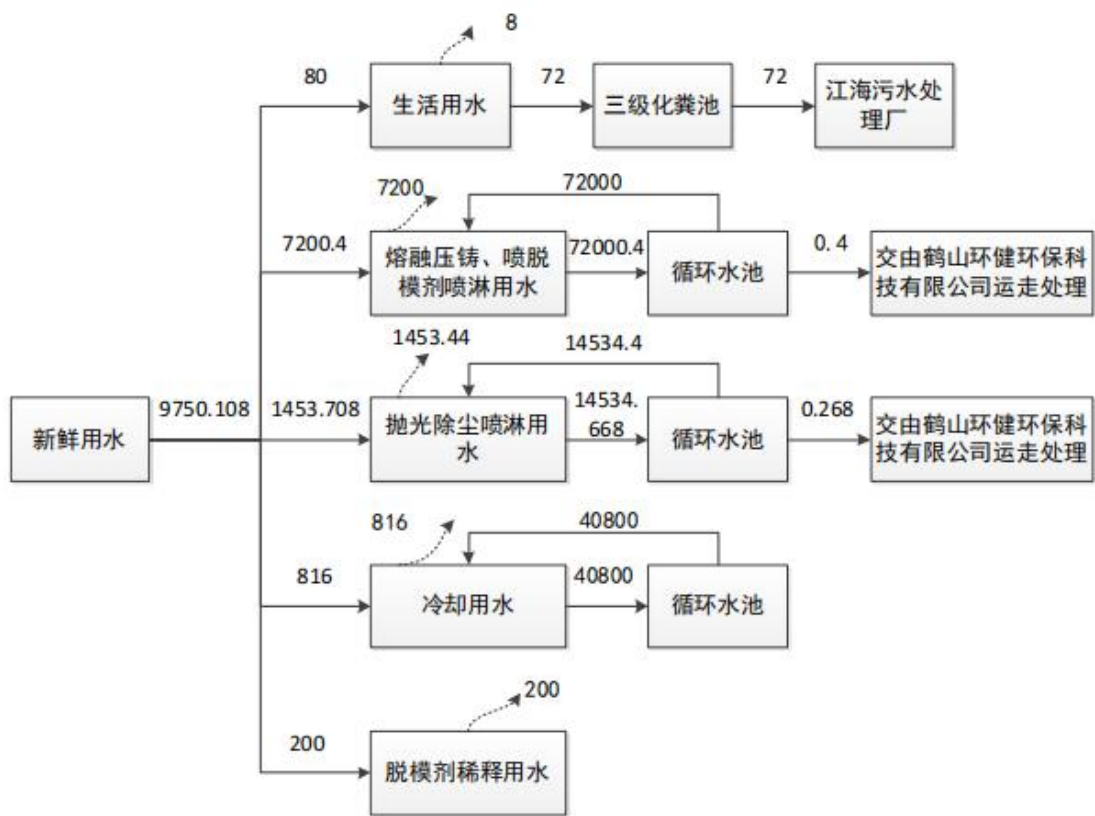 8
80
生活用水
72
三级化粪池
72
江海污水处
理厂
7200
72000
7200.4
熔融压铸、喷脱
模剂喷淋用水
72000.4
循环水池
0.4
交由鹤山环健环保科
技有限公司运走处理
1453.44
14534.4
新鲜用水
9750.108
1453.708
抛光除尘喷淋用
水
14534.
668
循环水池
0.268
交由鹤山环健环保科
技有限公司运走处理
816
40800
816
冷却用水
40800
循环水池
200
200
脱模剂稀释用水